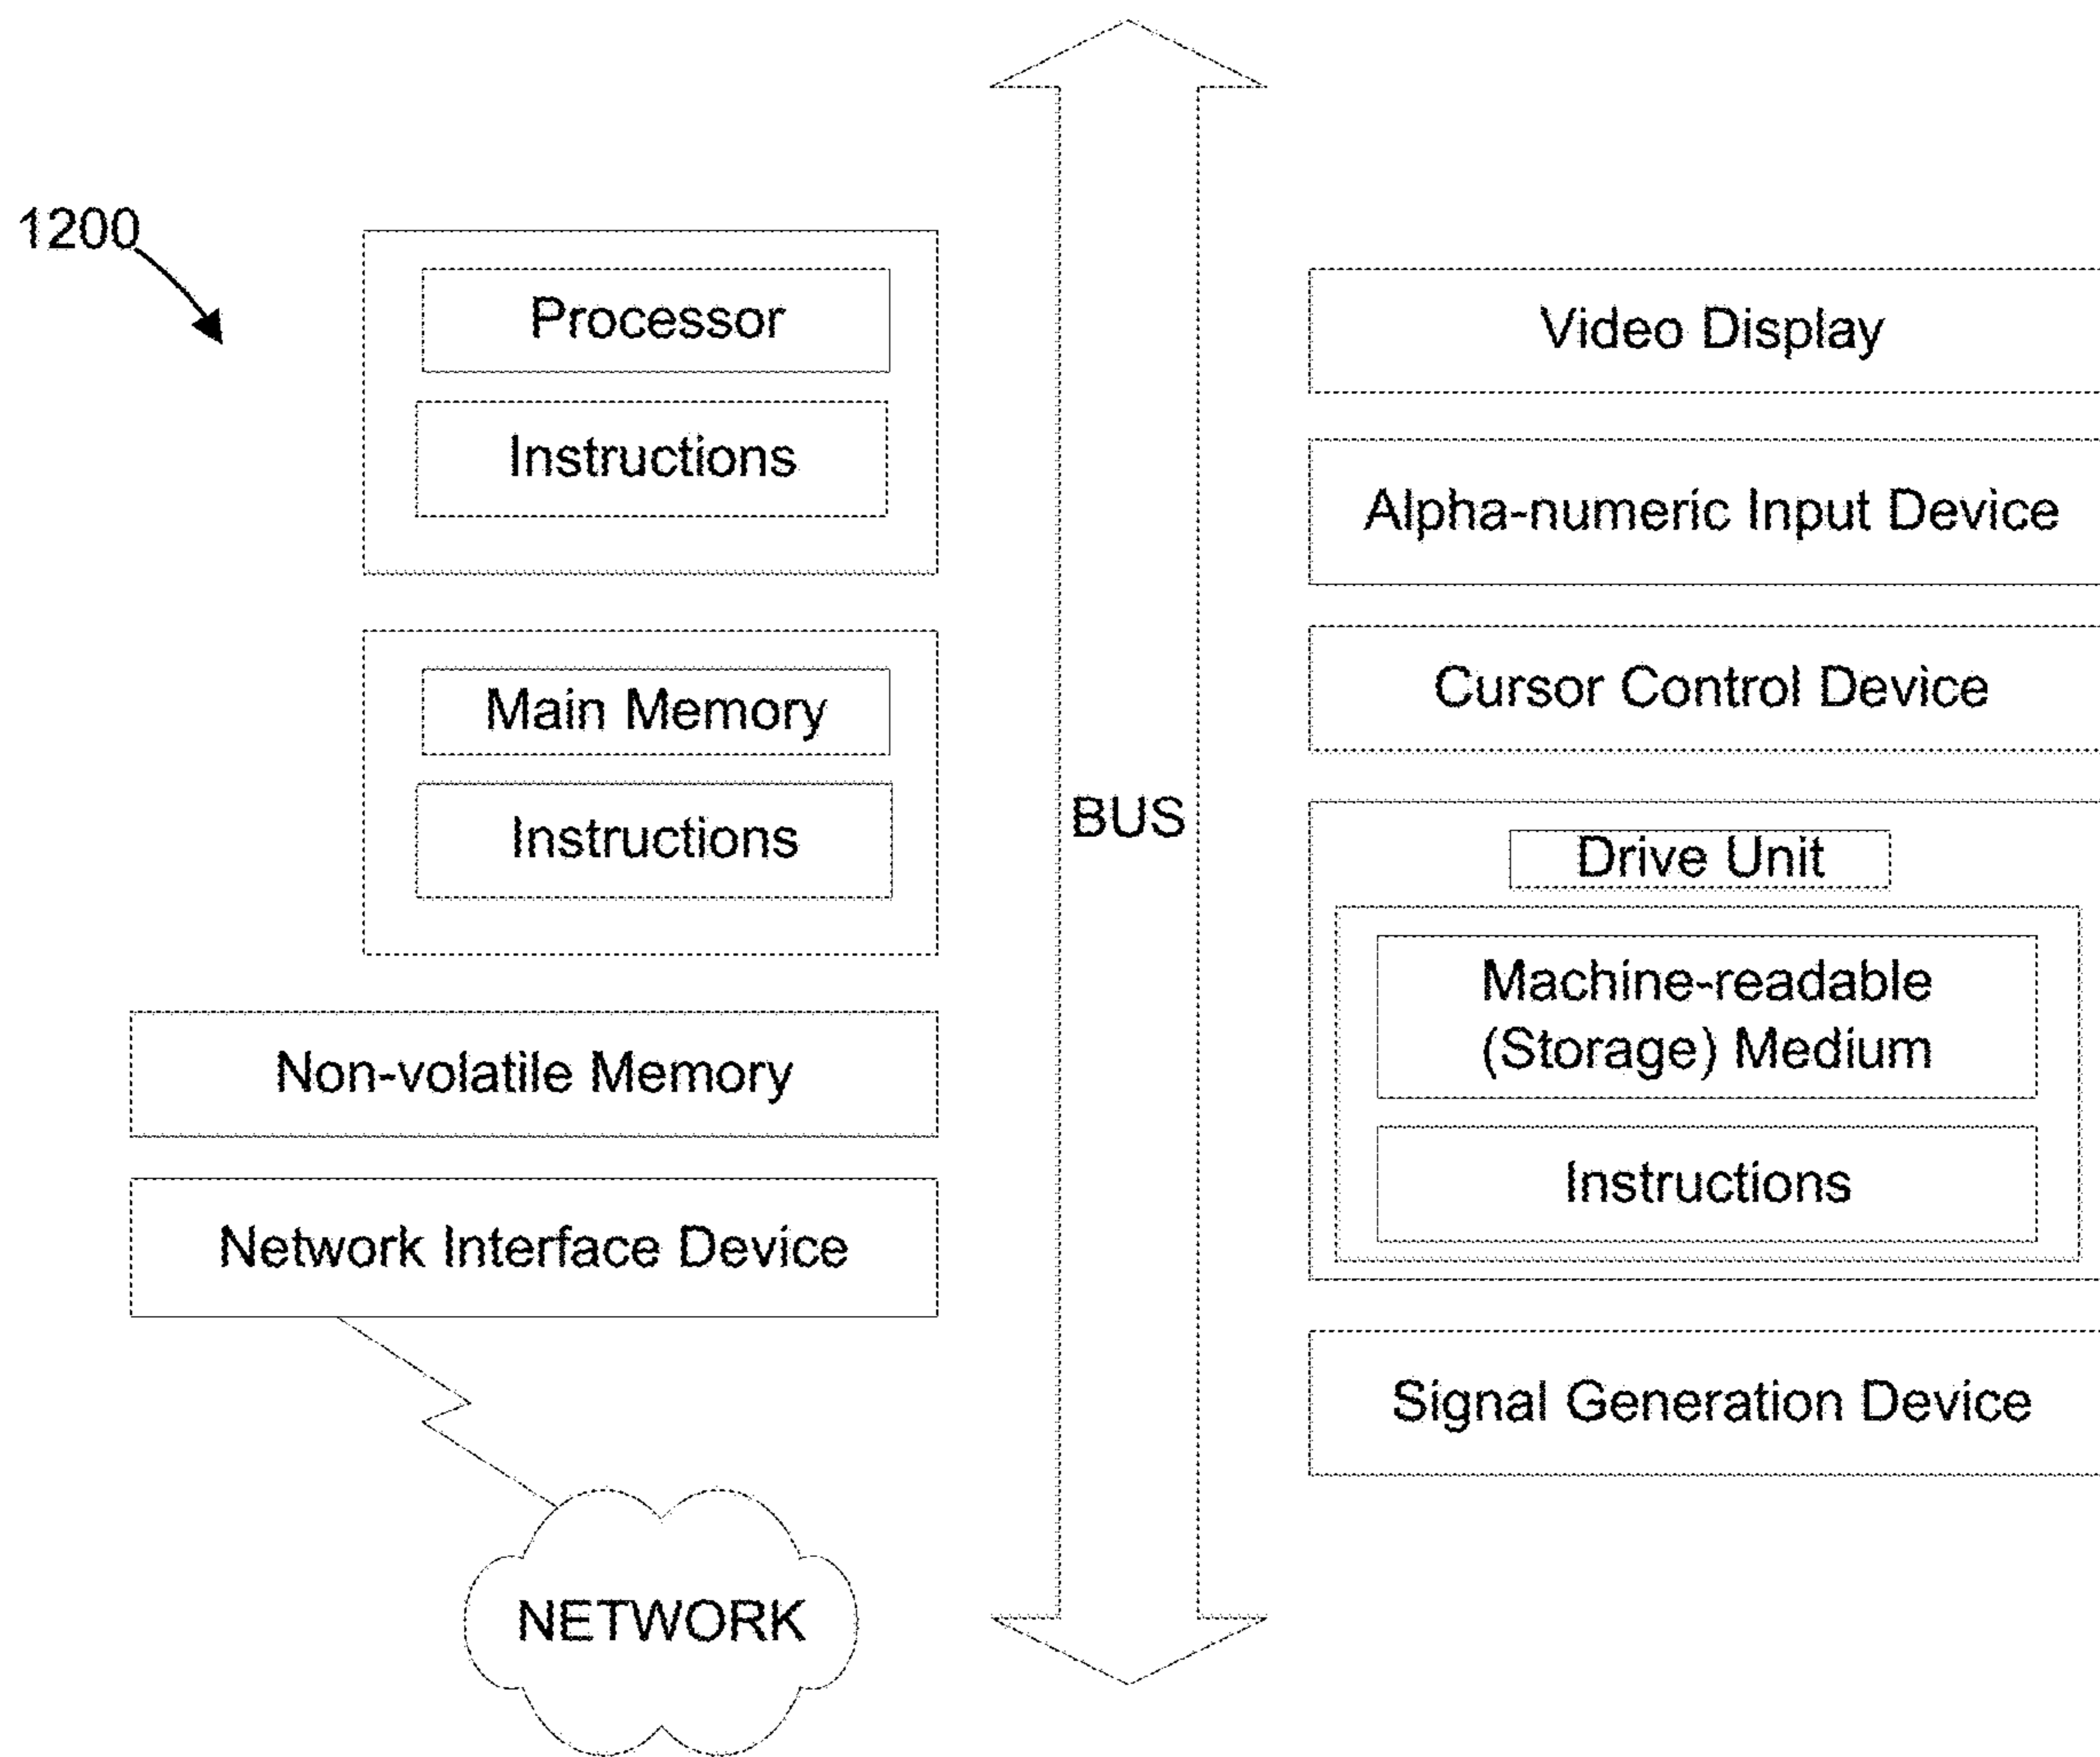 1200
Processor
Instructions
Main Memory
Instructions
Non-volatile Memory
Network Interface Device
NETWORK
BUS
Video Display
Alpha-numeric Input Device
Cursor Control Device
Drive Unit
Machine-readable
(Storage) Medium
Instructions
Signal Generation Device